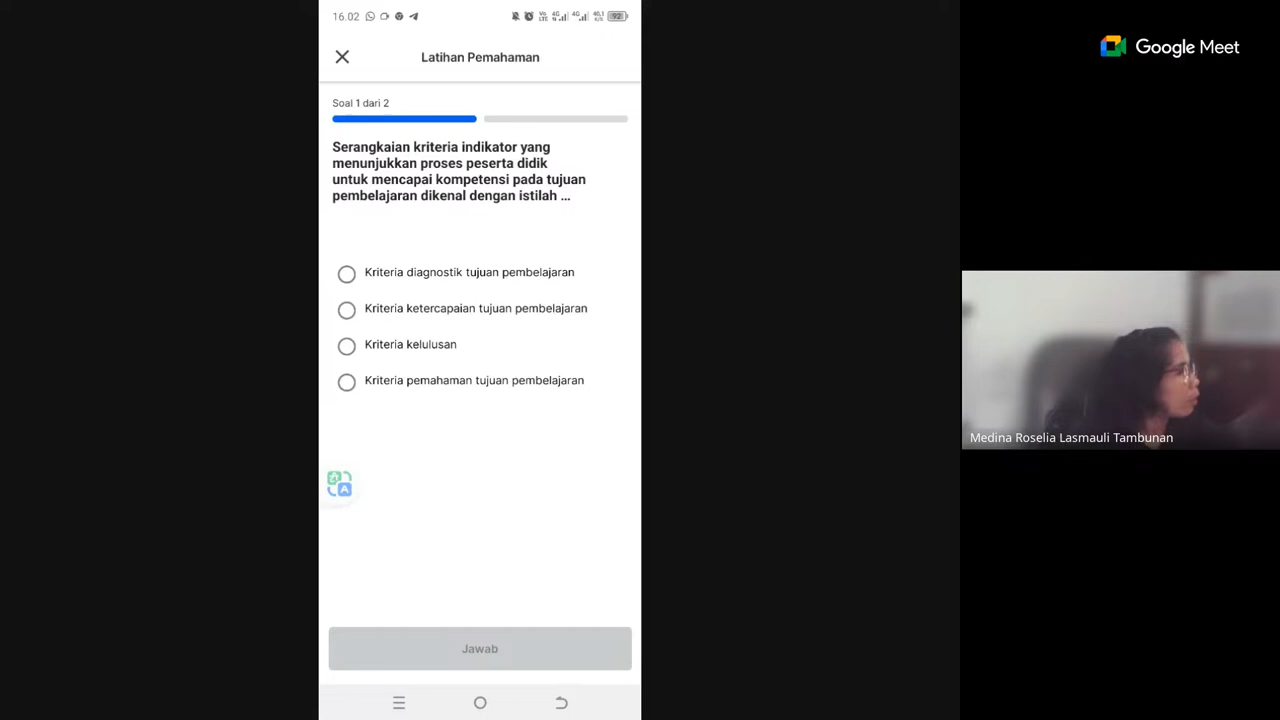 16.02
Google Meet
Latihan Pemahaman
Soal 1 dari 2
Serangkaian kriteria indikator yang
menunjukkan proses peserta didik
untuk mencapai kompetensi pada tujuan
pembelajaran dikenal dengan istilah ...
Kriteria diagnostik tujuan pembelajaran
Kriteria ketercapaian tujuan pembelajaran
Kriteria kelulusan
Kriteria pemahaman tujuan pembelajaran
Medina Roselia Lasmauli Tambunan
A
Jawab